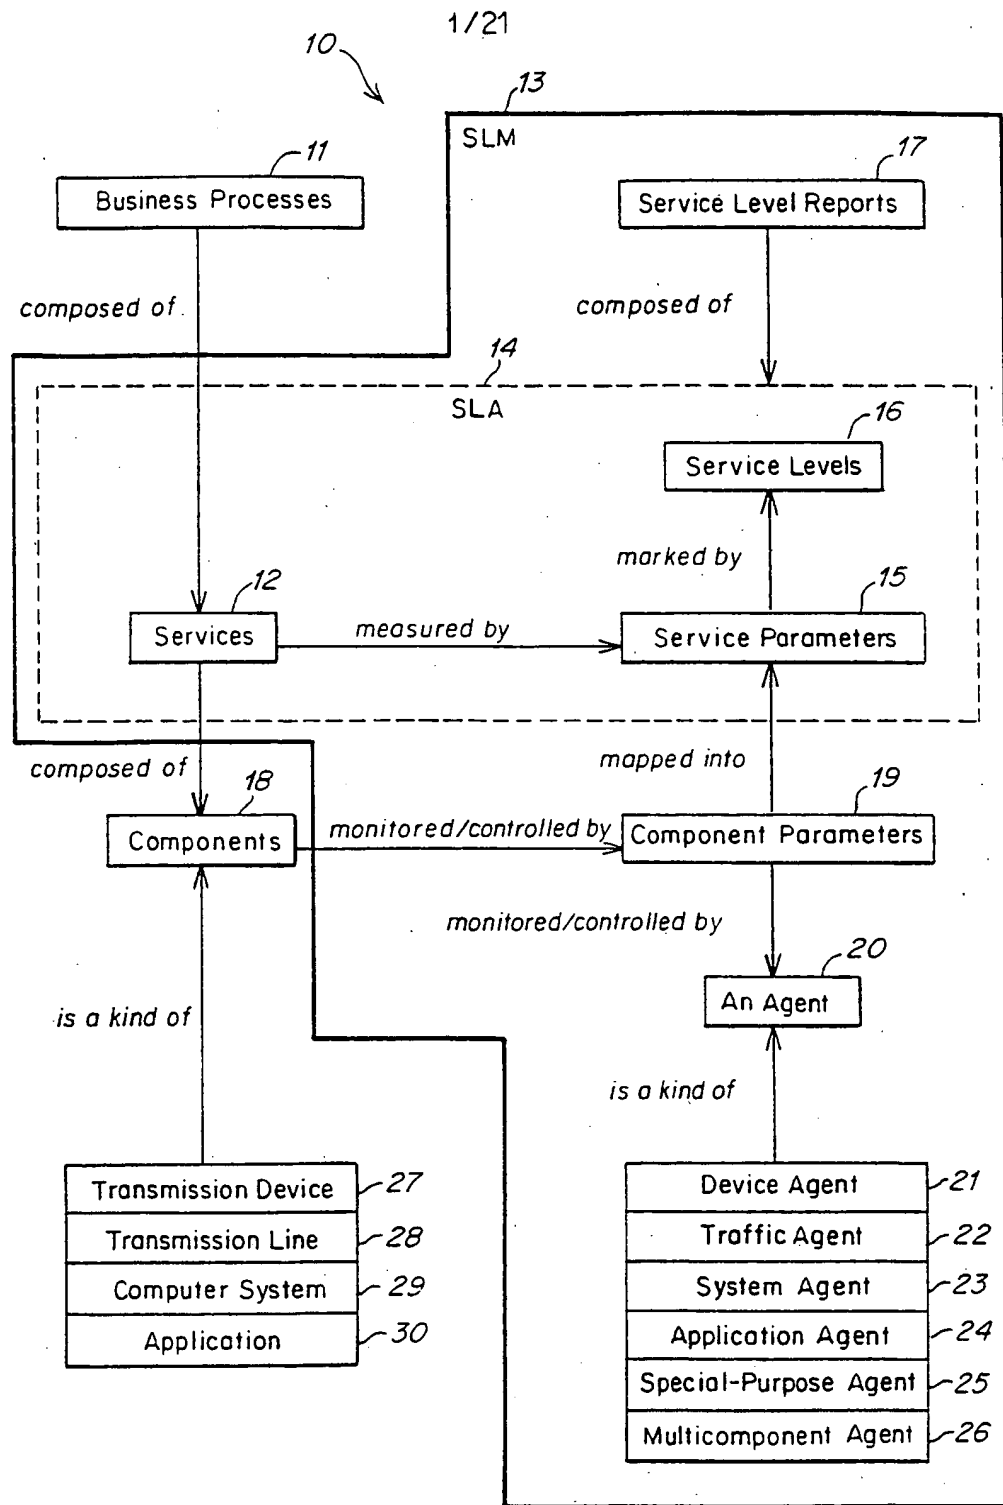 1/21
10
13
SLM
11
Business Processes
17
Service Level Reports
composed of
composed of
14
SLA
16
Service Levels
marked by
12
Services
measured by
15
Service Parameters
composed of
mapped into
18
Components
monitored/controlled by
19
Component Parameters
monitored/controlled by
20
An Agent
is a kind of
is a kind of
Transmission Device 27
Transmission Line 28
Computer System 29
Application 30
Device Agent 21
Traffic Agent 22
System Agent 23
Application Agent 24
Special-Purpose Agent 25
Multicomponent Agent 26